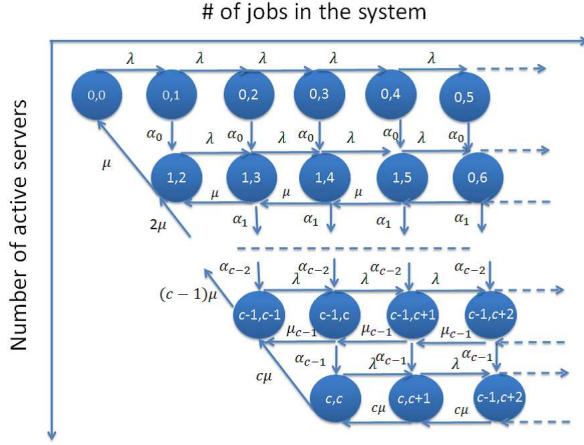 # of jobs in the system
Number of active servers
λ λ λ λ λ
0,0 0,1 0,2 0,3 0,4 0,5
α0 α0 α0 α0 α0
λ λ λ λ
μ
1,2 1,3 1,4 1,5 0,6
μ μ μ
2μ
α1 α1 α1 α1
αc-2 αc-2 αc-2 αc-2
λ λ λ
(c − 1)μ
c-1,c-1 c-1,c c-1,c+1 c-1,c+2
μc-1 μc-1 μc-1
αc-1 αc-1 αc-1
λ λ
cμ
c,c c,c+1 c-1,c+2
cμ cμ